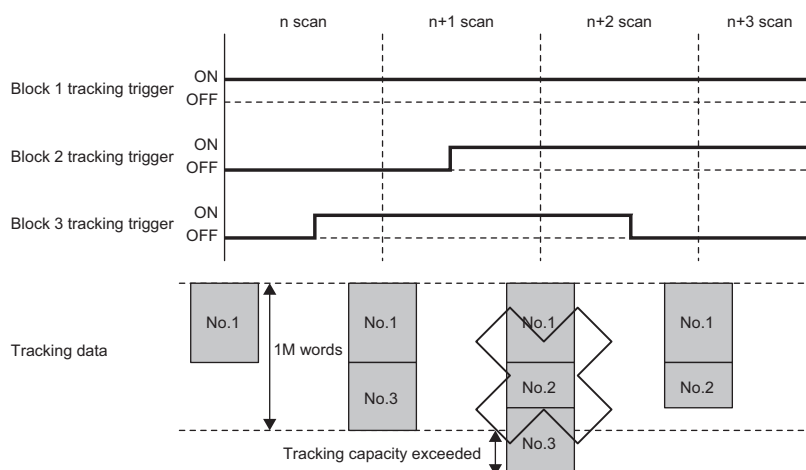 n scan n+1 scan n+2 scan n+3 scan
ON
Block 1 tracking trigger
OFF
ON
Block 2 tracking trigger
OFF
ON
Block 3 tracking trigger
OFF
No.1 No.1 No.1 No.1
Tracking data
1M words
No.3 No.2 No.2
No.3
Tracking capacity exceeded